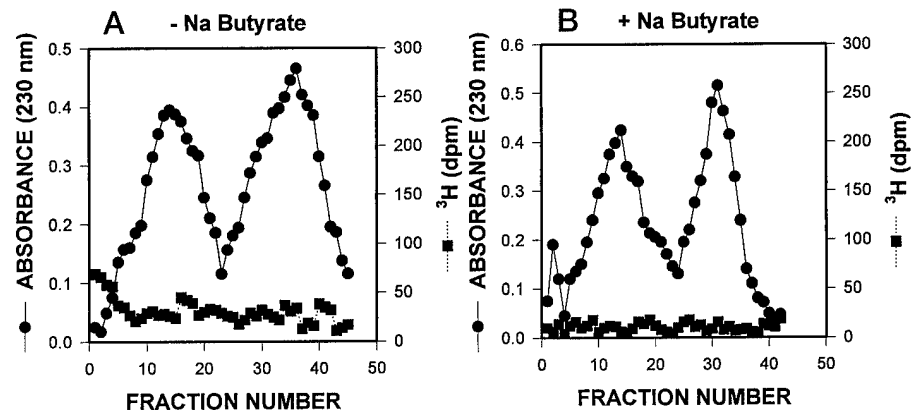 A - Na Butyrate
B + Na Butyrate
ABSORBANCE (230 nm)
0.5
0.4
0.3
0.2
0.1
0.0
300
250
200
150
100
50
0
³H (dpm)
0 10 20 30 40 50
FRACTION NUMBER
ABSORBANCE (230 nm)
0.6
0.5
0.4
0.3
0.2
0.1
0.0
300
250
200
150
100
50
0
³H (dpm)
0 10 20 30 40 50
FRACTION NUMBER